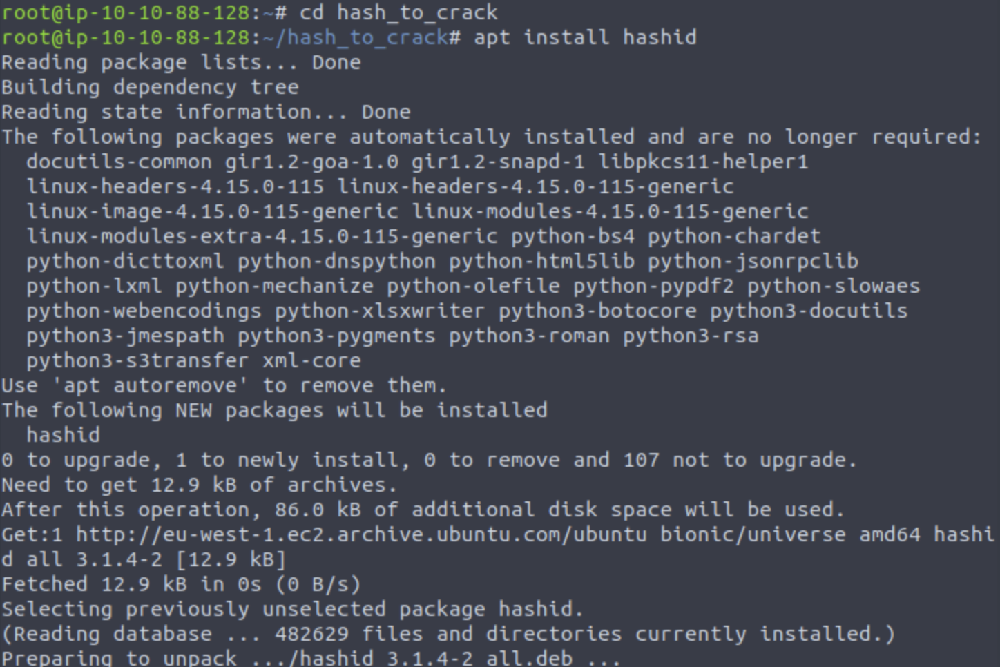 root@ip-10-10-88-128:~# cd hash_to_crack
root@ip-10-10-88-128:~/hash_to_crack# apt install hashid
Reading package lists... Done
Building dependency tree
Reading state information... Done
The following packages were automatically installed and are no longer required:
  docutils-common gir1.2-goa-1.0 gir1.2-snapd-1 libpkcs11-helper1
  linux-headers-4.15.0-115 linux-headers-4.15.0-115-generic
  linux-image-4.15.0-115-generic linux-modules-4.15.0-115-generic
  linux-modules-extra-4.15.0-115-generic python-bs4 python-chardet
  python-dicttoxml python-dnspython python-html5lib python-jsonrpclib
  python-lxml python-mechanize python-olefile python-pypdf2 python-slowaes
  python-webencodings python-xlsxwriter python3-botocore python3-docutils
  python3-jmespath python3-pygments python3-roman python3-rsa
  python3-s3transfer xml-core
Use 'apt autoremove' to remove them.
The following NEW packages will be installed
  hashid
0 to upgrade, 1 to newly install, 0 to remove and 107 not to upgrade.
Need to get 12.9 kB of archives.
After this operation, 86.0 kB of additional disk space will be used.
Get:1 http://eu-west-1.ec2.archive.ubuntu.com/ubuntu bionic/universe amd64 hashi
d all 3.1.4-2 [12.9 kB]
Fetched 12.9 kB in 0s (0 B/s)
Selecting previously unselected package hashid.
(Reading database ... 482629 files and directories currently installed.)
Preparing to unpack .../hashid_3.1.4-2_all.deb ...